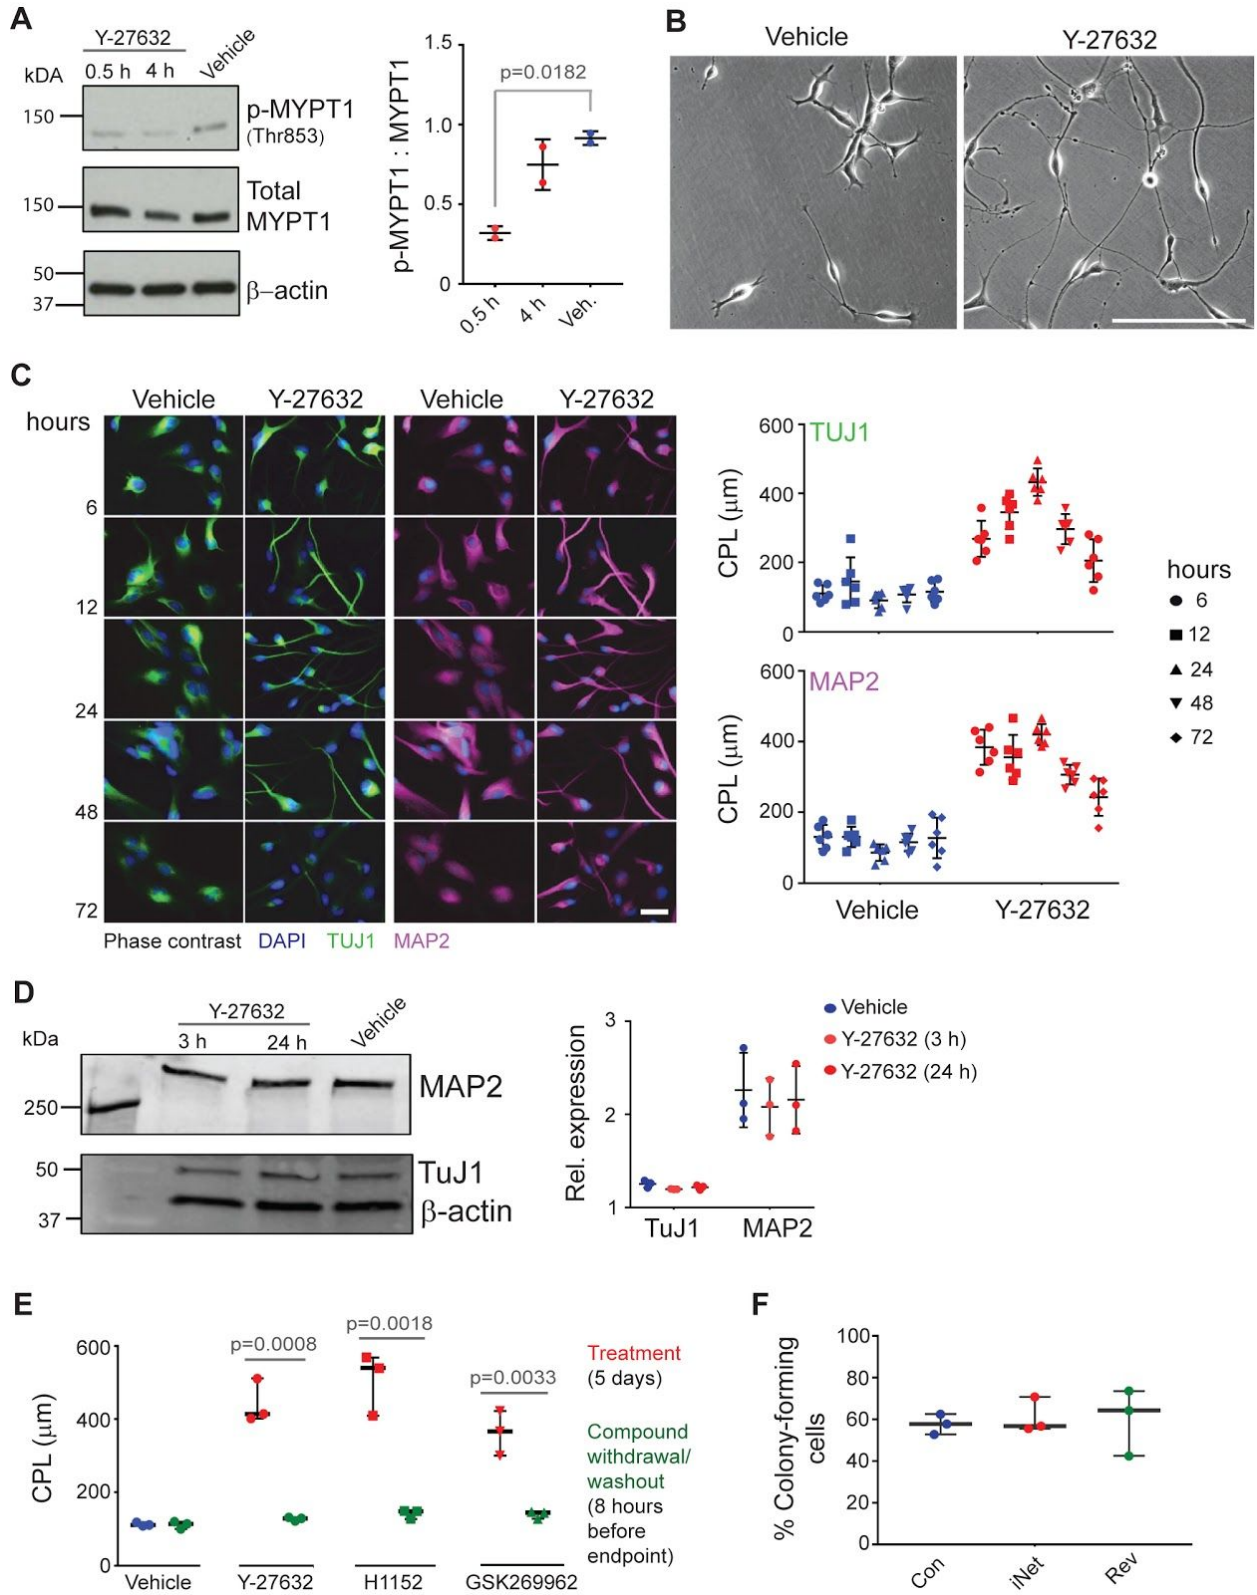 A
Y-27632
Vehicle
kDA
0.5 h
4 h
150
p-MYPT1
(Thr853)
150
Total
MYPT1
50
37
β–actin
p-MYPT1 : MYPT1
1.5
1.0
0.5
0
p=0.0182
0.5 h
4 h
Veh.
B
Vehicle
Y-27632
C
hours
Vehicle
Y-27632
Vehicle
Y-27632
6
12
24
48
72
Phase contrast
DAPI
TUJ1
MAP2
TUJ1
CPL (μm)
600
400
200
0
MAP2
CPL (μm)
600
400
200
0
Vehicle
Y-27632
hours
6
12
24
48
72
D
Y-27632
Vehicle
kDa
3 h
24 h
250
MAP2
50
37
TuJ1
β-actin
Rel. expression
3
2
1
TuJ1
MAP2
Vehicle
Y-27632 (3 h)
Y-27632 (24 h)
E
CPL (μm)
600
400
200
0
p=0.0008
p=0.0018
p=0.0033
Vehicle
Y-27632
H1152
GSK269962
Treatment
(5 days)
Compound
withdrawal/
washout
(8 hours
before
endpoint)
F
% Colony-forming
cells
100
80
60
40
20
0
Con
iNet
Rev